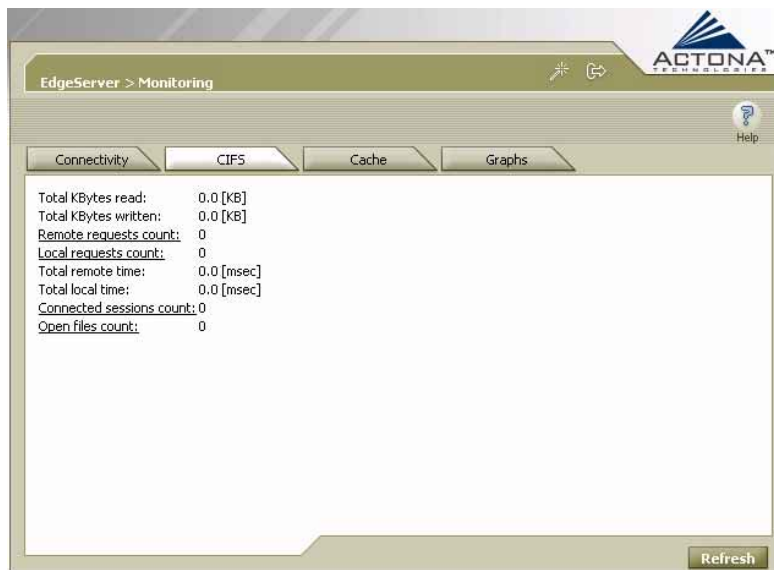 ACTONA™
TECHNOLOGIES
EdgeServer > Monitoring
Help
Connectivity
CIFS
Cache
Graphs
Total KBytes read: 0.0 [KB]
Total KBytes written: 0.0 [KB]
Remote requests count: 0
Local requests count: 0
Total remote time: 0.0 [msec]
Total local time: 0.0 [msec]
Connected sessions count: 0
Open files count: 0
Refresh